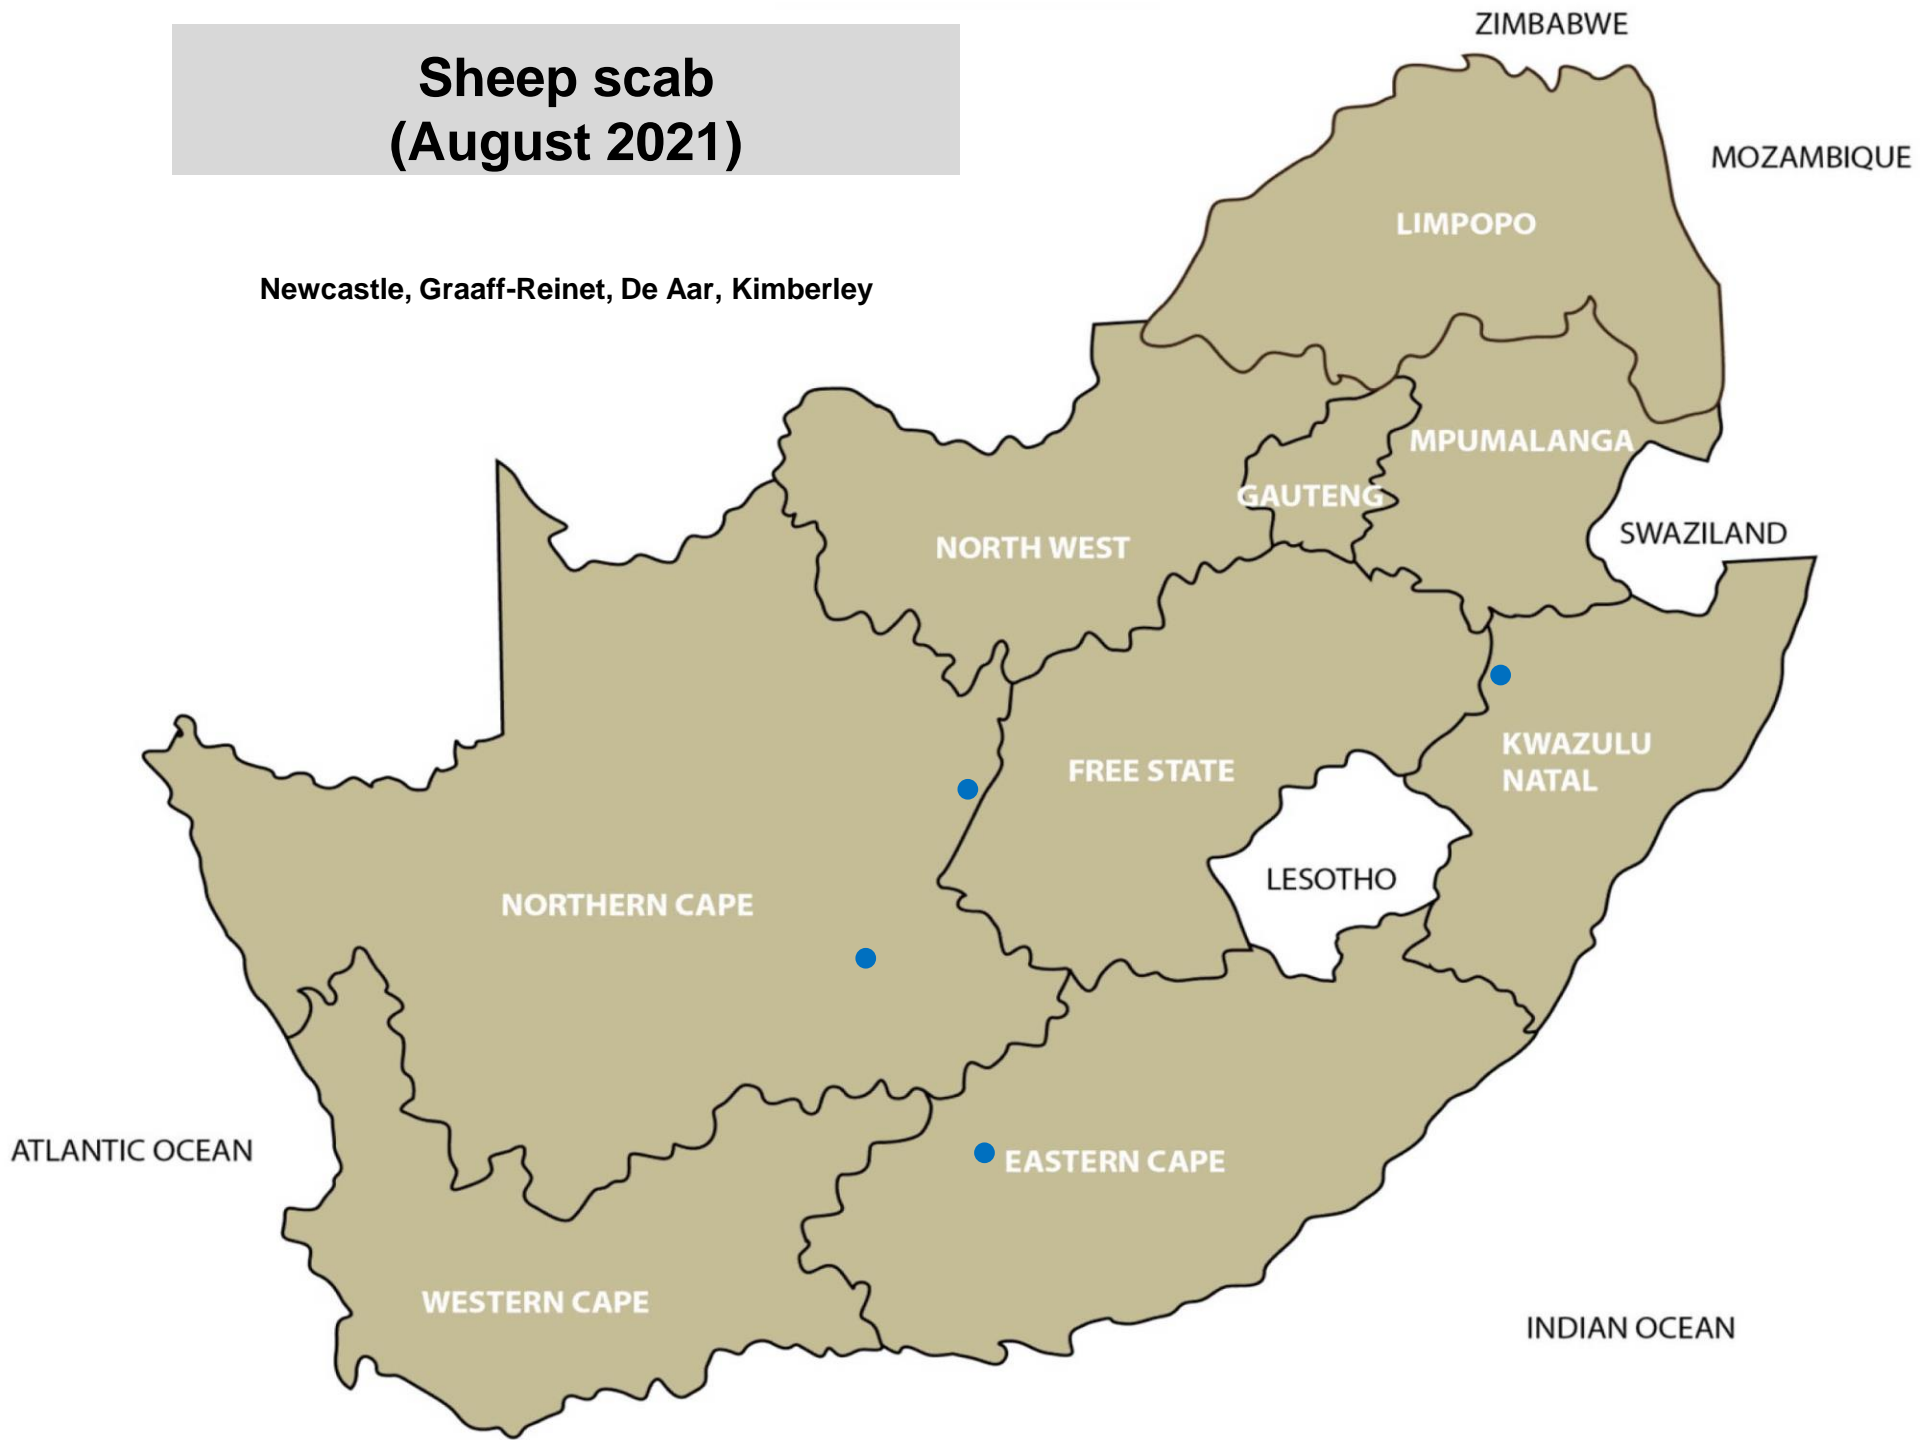 Sheep scab
(August 2021)
Newcastle, Graaff-Reinet, De Aar, Kimberley
ZIMBABWE
MOZAMBIQUE
LIMPOPO
MPUMALANGA
GAUTENG
SWAZILAND
NORTH WEST
KWAZULU
NATAL
FREE STATE
LESOTHO
NORTHERN CAPE
ATLANTIC OCEAN
EASTERN CAPE
WESTERN CAPE
INDIAN OCEAN